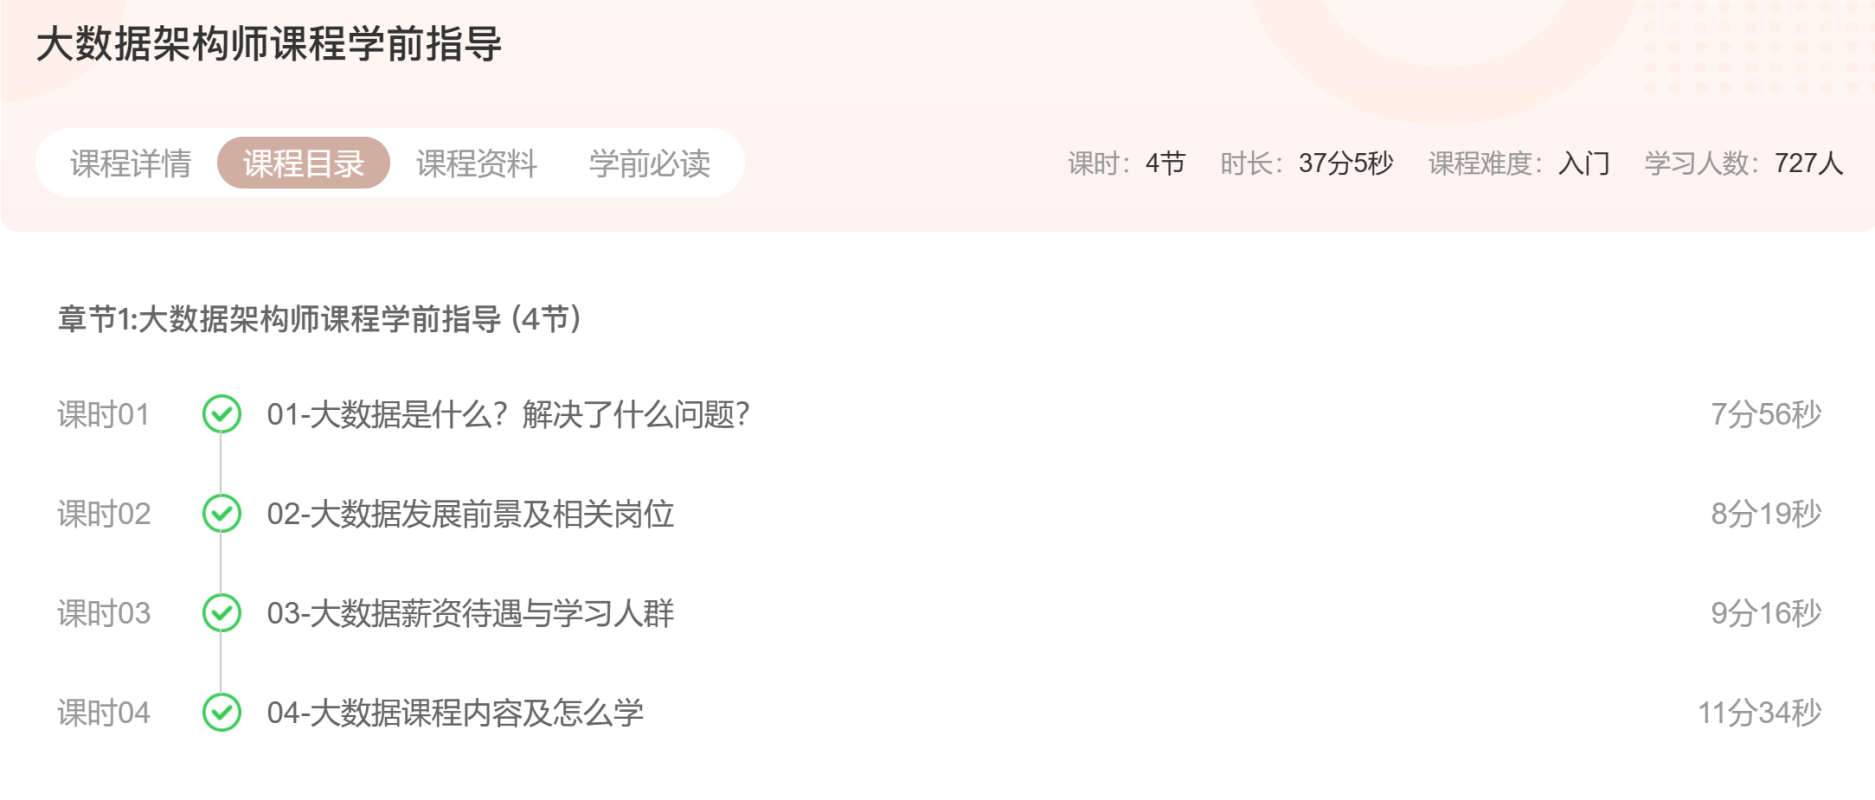 大数据架构师课程学前指导
课程详情 课程目录 课程资料 学前必读 课时：4节 时长：37分5秒 课程难度：入门 学习人数：727人
章节1:大数据架构师课程学前指导 (4节)
课时01 01-大数据是什么？解决了什么问题？ 7分56秒
课时02 02-大数据发展前景及相关岗位 8分19秒
课时03 03-大数据薪资待遇与学习人群 9分16秒
课时04 04-大数据课程内容及怎么学 11分34秒